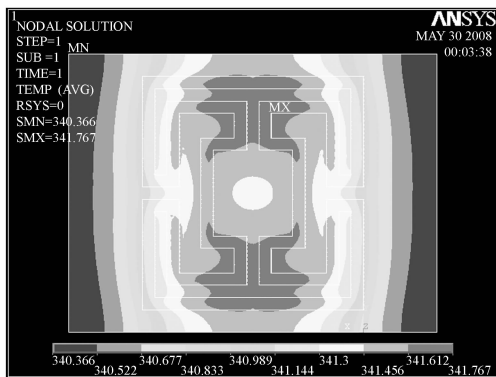 1
NODAL SOLUTION
STEP=1
SUB =1
TIME=1
TEMP (AVG)
RSYS=0
SMN=340.366
SMX=341.767
ANSYS
MAY 30 2008
00:03:38
MN
MX
340.366 340.677 340.989 341.3 341.612
340.522 340.833 341.144 341.456 341.767